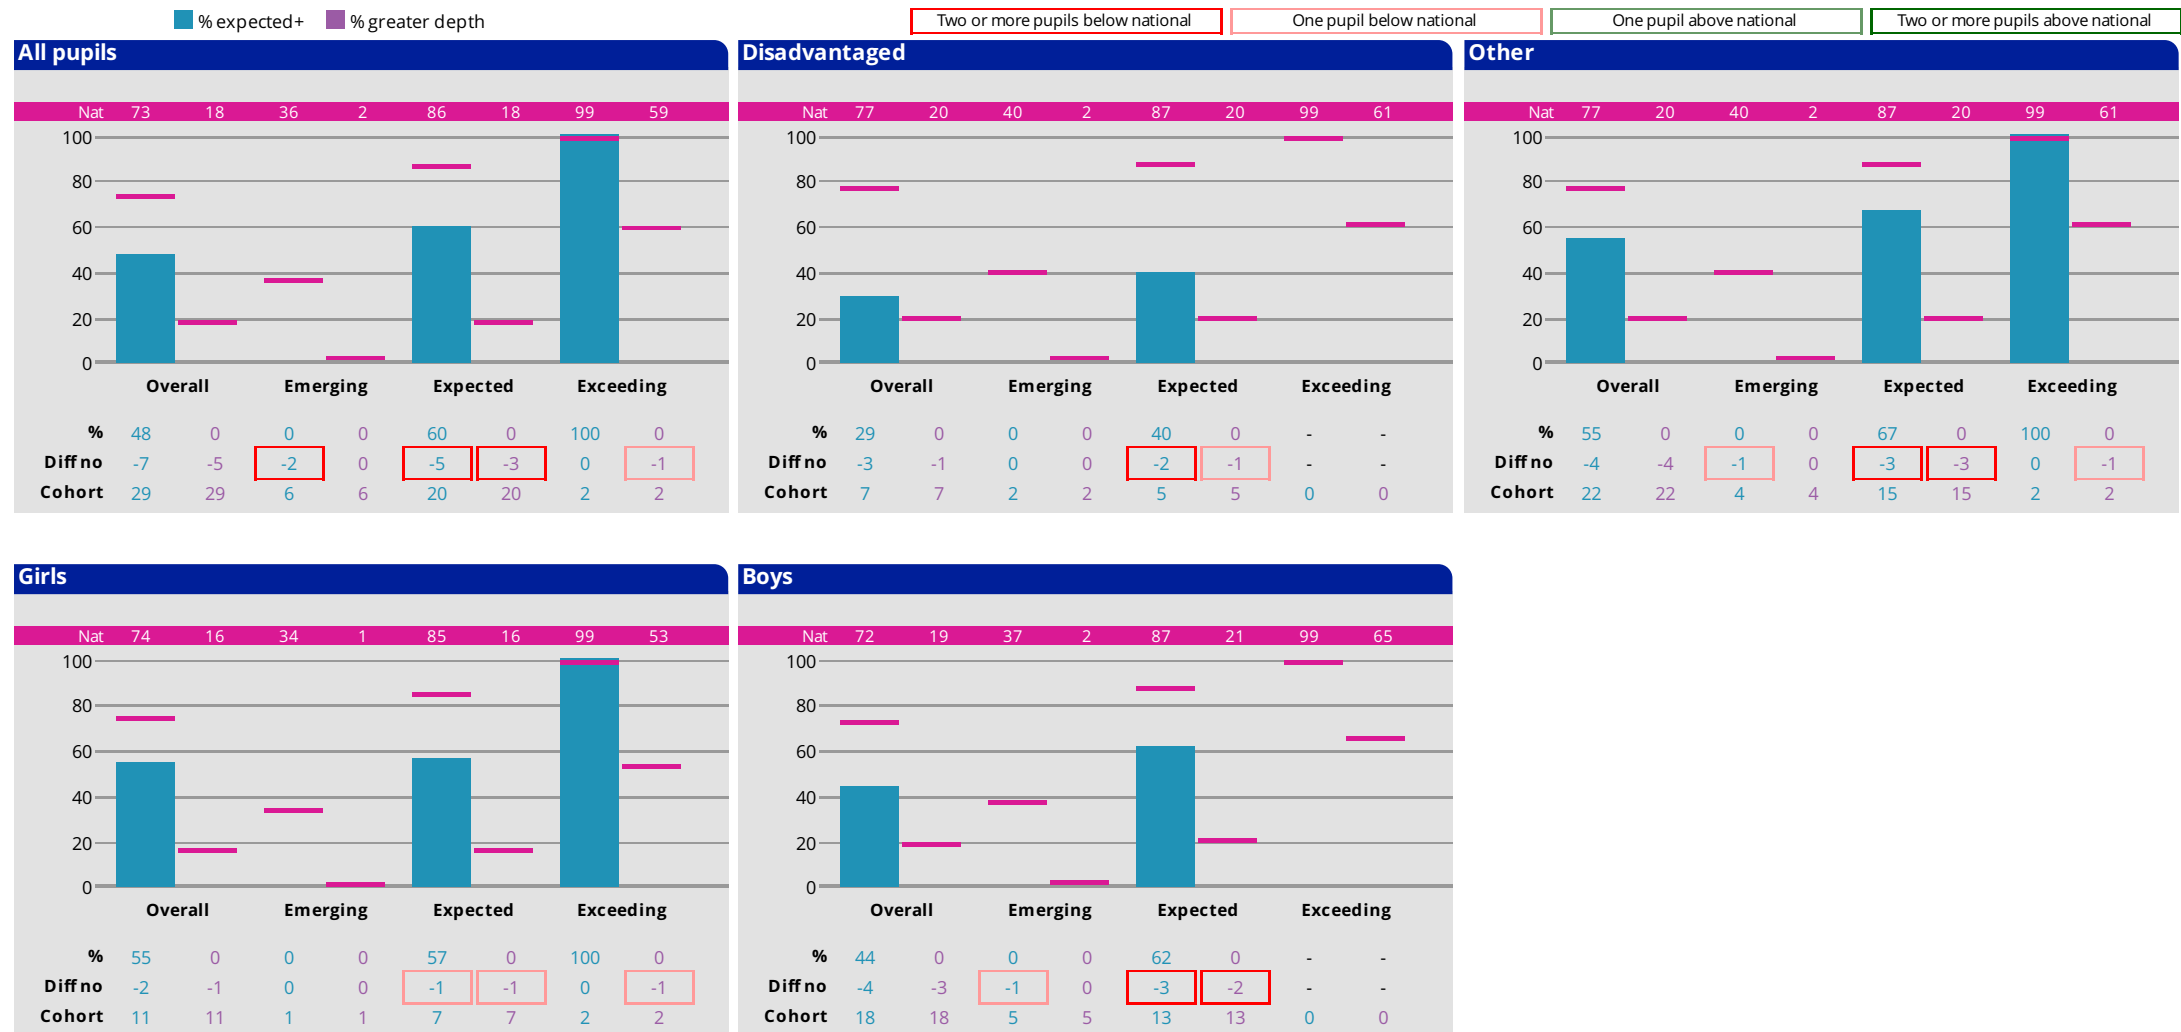 % expected+ % greater depth Two or more pupils below national One pupil below national One pupil above national Two or more pupils above national
All pupils
Nat 73 18 36 2 86 18 99 59
100
80
60
40
20
0
Overall Emerging Expected Exceeding
% 48 0 0 0 60 0 100 0
Diff no -7 -5 -2 0 -5 -3 0 -1
Cohort 29 29 6 6 20 20 2 2
Disadvantaged
Nat 77 20 40 2 87 20 99 61
100
80
60
40
20
0
Overall Emerging Expected Exceeding
% 29 0 0 0 40 0 - -
Diff no -3 -1 0 0 -2 -1 - -
Cohort 7 7 2 2 5 5 0 0
Other
Nat 77 20 40 2 87 20 99 61
100
80
60
40
20
0
Overall Emerging Expected Exceeding
% 55 0 0 0 67 0 100 0
Diff no -4 -4 -1 0 -3 -3 0 -1
Cohort 22 22 4 4 15 15 2 2
Girls
Nat 74 16 34 1 85 16 99 53
100
80
60
40
20
0
Overall Emerging Expected Exceeding
% 55 0 0 0 57 0 100 0
Diff no -2 -1 0 0 -1 -1 0 -1
Cohort 11 11 1 1 7 7 2 2
Boys
Nat 72 19 37 2 87 21 99 65
100
80
60
40
20
0
Overall Emerging Expected Exceeding
% 44 0 0 0 62 0 - -
Diff no -4 -3 -1 0 -3 -2 - -
Cohort 18 18 5 5 13 13 0 0